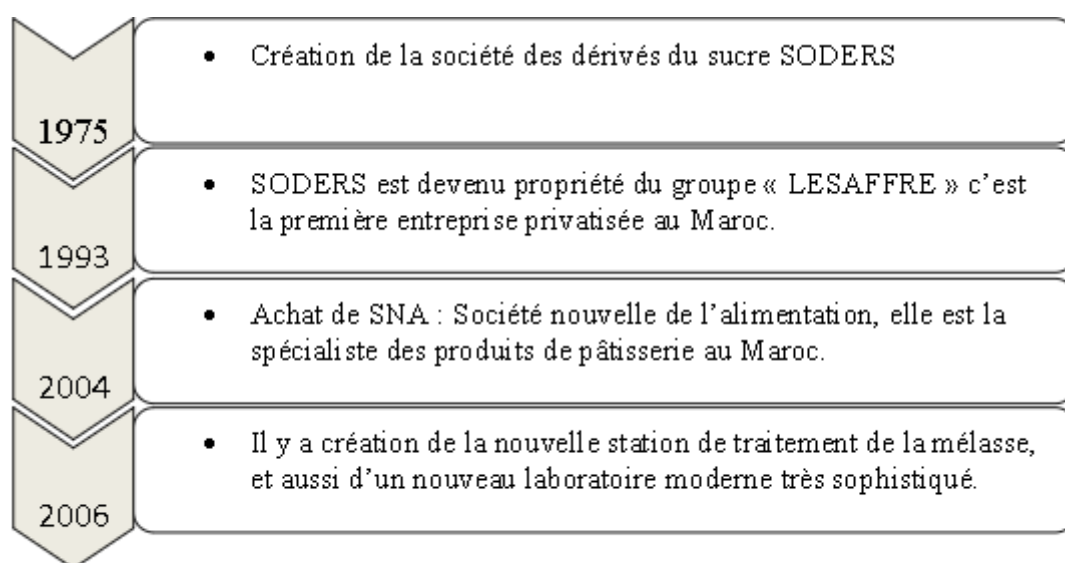 • Création de la société des dérivés du sucre SODERS
1975
• SODERS est devenu propriété du groupe « LESAFFRE » c’est
la première entreprise privatisée au Maroc.
1993
• Achat de SNA : Société nouvelle de l’alimentation, elle est la
spécialiste des produits de pâtisserie au Maroc.
2004
• Il y a création de la nouvelle station de traitement de la mélasse,
et aussi d’un nouveau laboratoire moderne très sophistiqué.
2006